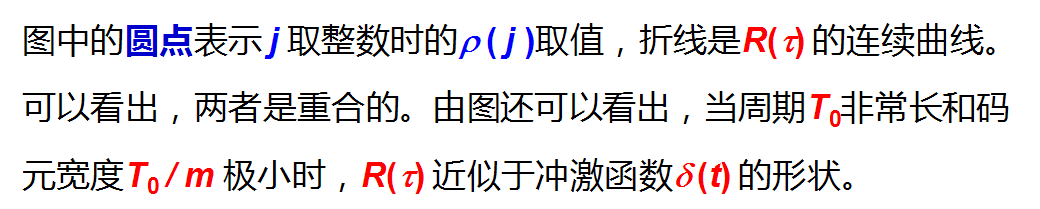 图中的圆点表示 j 取整数时的ρ ( j )取值，折线是R(τ) 的连续曲线。
可以看出，两者是重合的。由图还可以看出，当周期T₀非常长和码
元宽度T₀ / m 极小时，R(τ) 近似于冲激函数δ(t) 的形状。